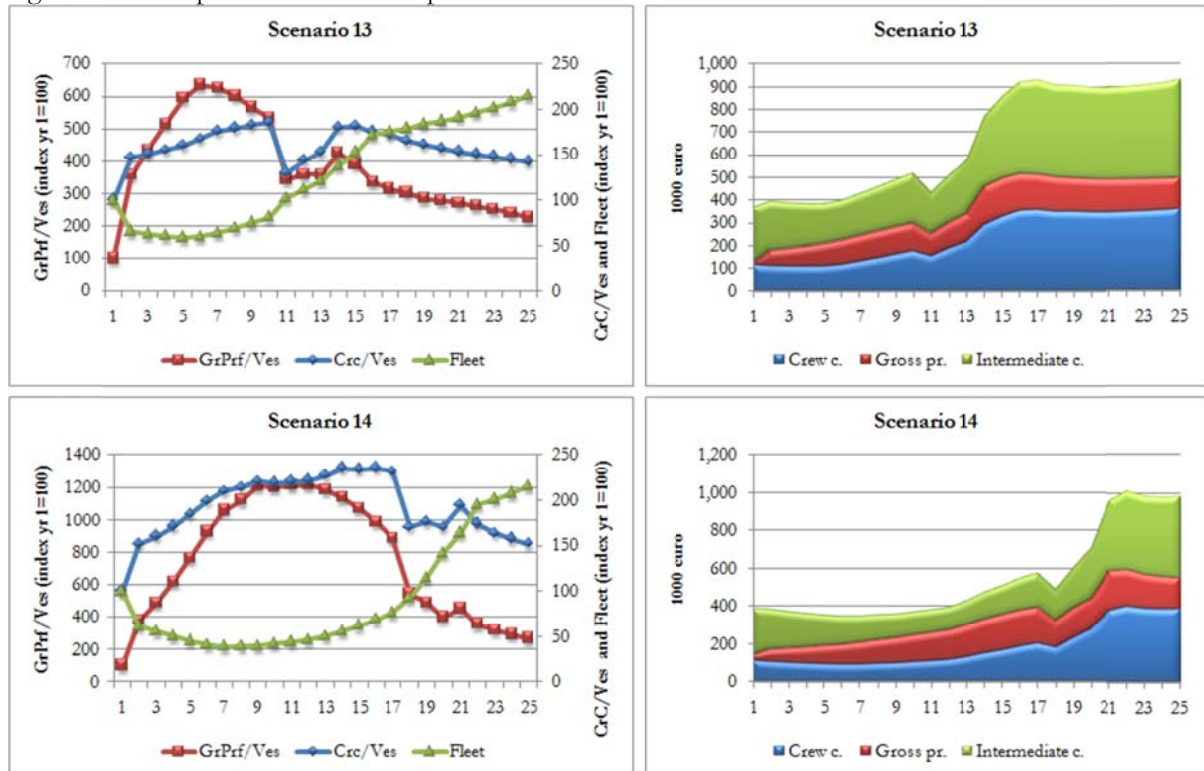 Scenario 13
GrPrf/Ves (index yr 1=100)
700
600
500
400
300
200
100
0
250
200
150
100
50
0
CrC/Ves and Fleet (index yr 1=100)
1 3 5 7 9 11 13 15 17 19 21 23 25
GrPrf/Ves Crc/Ves Fleet
Scenario 13
1000 euro
1,000
900
800
700
600
500
400
300
200
100
0
1 3 5 7 9 11 13 15 17 19 21 23 25
Crew c. Gross pr. Intermediate c.
Scenario 14
GrPrf/Ves (index yr 1=100)
1400
1200
1000
800
600
400
200
0
250
200
150
100
50
0
CrC/Ves and Fleet (index yr 1=100)
1 3 5 7 9 11 13 15 17 19 21 23 25
GrPrf/Ves Crc/Ves Fleet
Scenario 14
1000 euro
1,200
1,000
800
600
400
200
0
1 3 5 7 9 11 13 15 17 19 21 23 25
Crew c. Gross pr. Intermediate c.